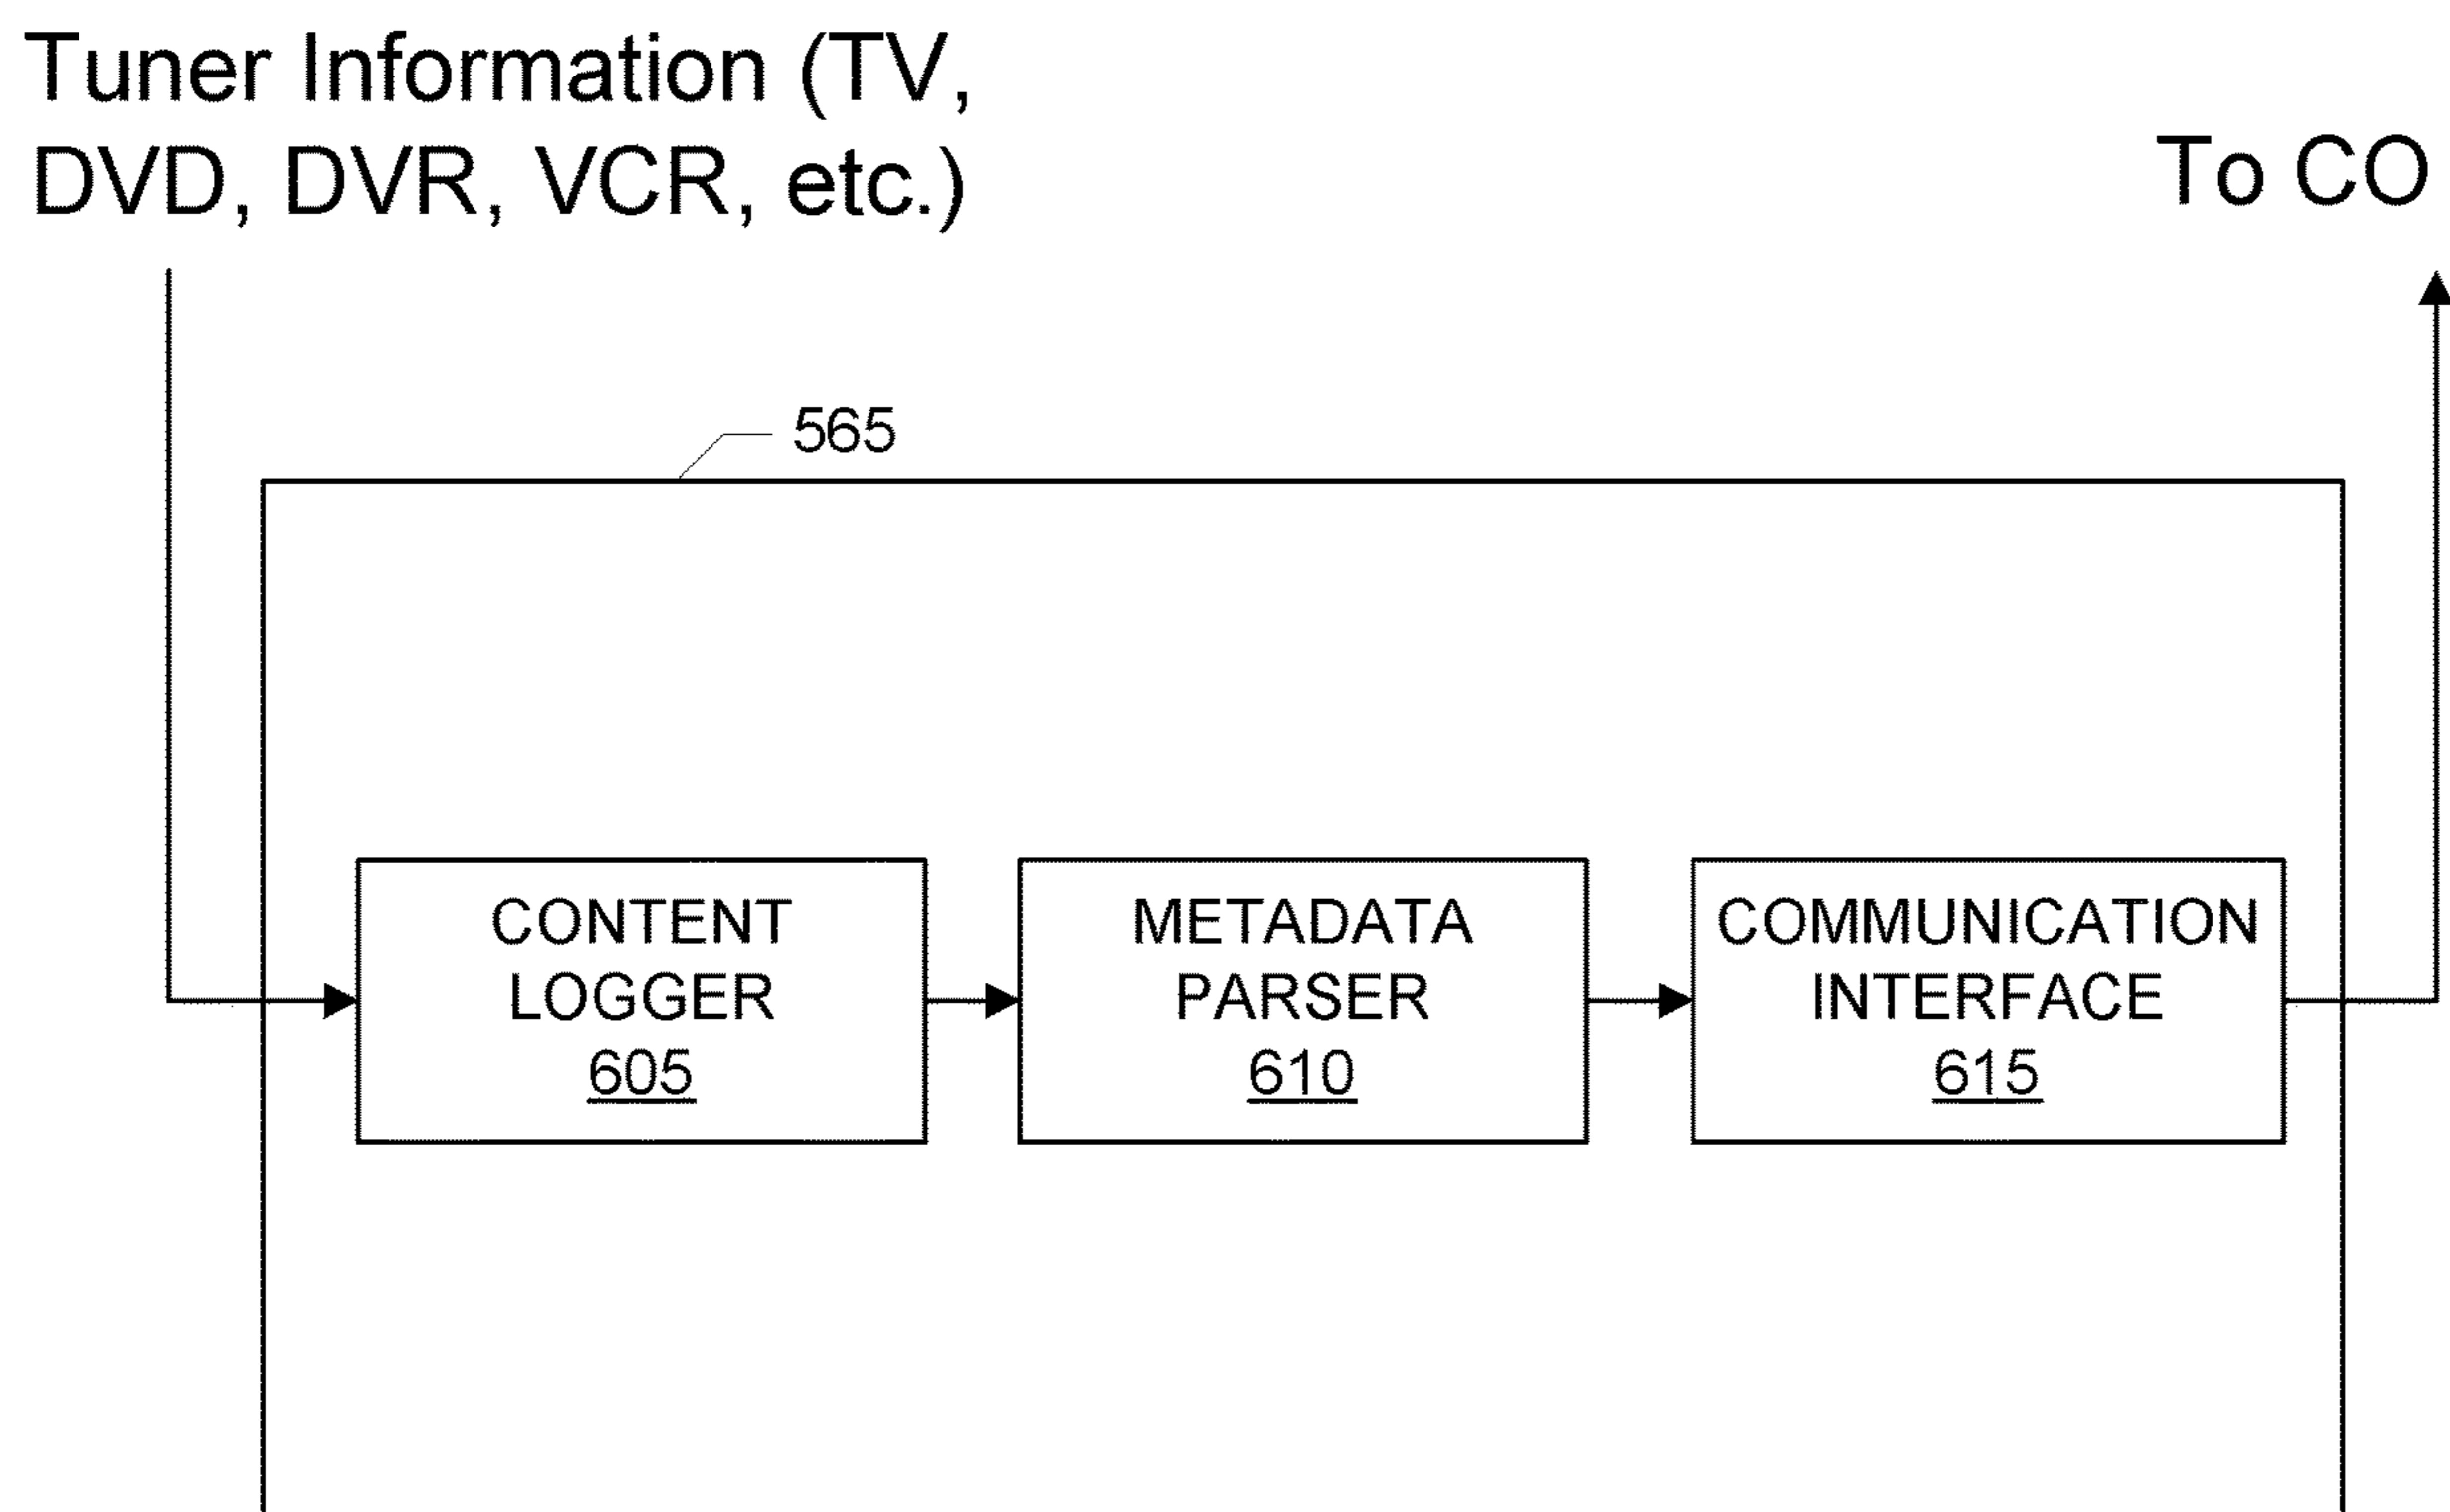 Tuner Information (TV,
DVD, DVR, VCR, etc.)
To CO
565
CONTENT
LOGGER
605
METADATA
PARSER
610
COMMUNICATION
INTERFACE
615